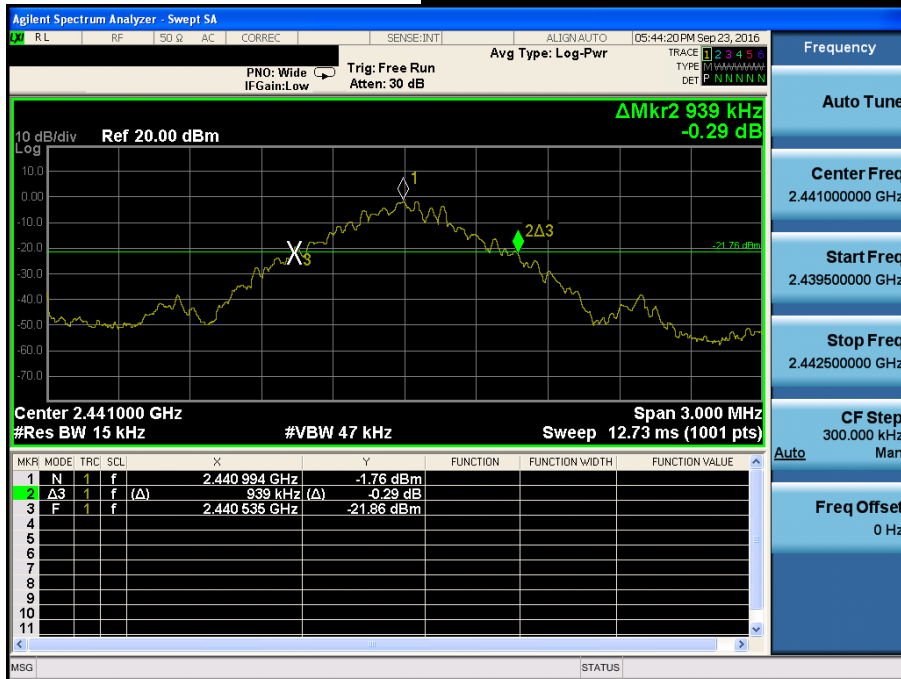 Agilent Spectrum Analyzer - Swept SA
LXI RL RF 50 Ω AC CORREC SENSE:INT ALIGN AUTO 05:44:20 PM Sep 23, 2016
Avg Type: Log-Pwr
TRACE 1 2 3 4 5 6
TYPE M WWWWW
DET P N N N N N
PNO: Wide
IFGain:Low
Trig: Free Run
Atten: 30 dB
ΔMkr2 939 kHz
-0.29 dB
10 dB/div Ref 20.00 dBm
Log
10.0
0.00
-10.0
-20.0
-30.0
-40.0
-50.0
-60.0
-70.0
1
2Δ3
3
-21.76 dBm
Center 2.441000 GHz Span 3.000 MHz
#Res BW 15 kHz #VBW 47 kHz Sweep 12.73 ms (1001 pts)
MKR MODE TRC SCL X Y FUNCTION FUNCTION WIDTH FUNCTION VALUE
1 N 1 f 2.440 994 GHz -1.76 dBm
2 Δ3 1 f (Δ) 939 kHz (Δ) -0.29 dB
3 F 1 f 2.440 535 GHz -21.86 dBm
4
5
6
7
8
9
10
11
MSG STATUS
Frequency
Auto Tune
Center Freq
2.441000000 GHz
Start Freq
2.439500000 GHz
Stop Freq
2.442500000 GHz
CF Step
300.000 kHz
Auto Man
Freq Offset
0 Hz